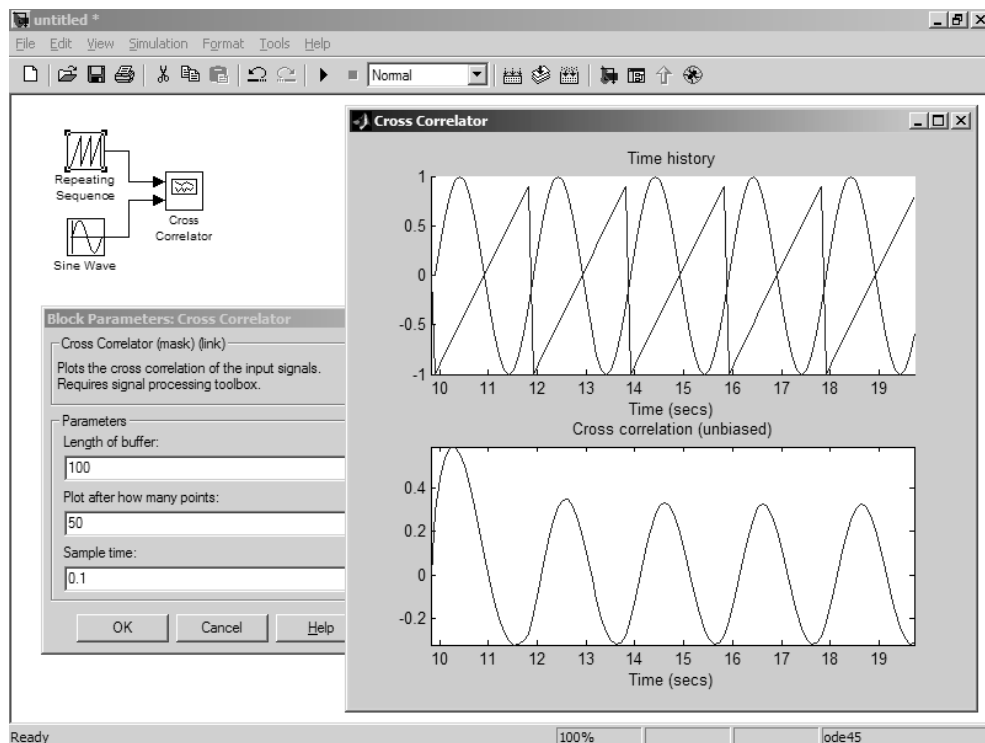 untitled *
File Edit View Simulation Format Tools Help
Normal
Repeating
Sequence
Cross
Correlator
Sine Wave
Block Parameters: Cross Correlator
Cross Correlator (mask) (link)
Plots the cross correlation of the input signals.
Requires signal processing toolbox.
Parameters
Length of buffer:
100
Plot after how many points:
50
Sample time:
0.1
OK Cancel Help
Cross Correlator
Time history
1
0.5
0
-0.5
-1
10 11 12 13 14 15 16 17 18 19
Time (secs)
Cross correlation (unbiased)
0.4
0.2
0
-0.2
10 11 12 13 14 15 16 17 18 19
Time (secs)
Ready 100% ode45